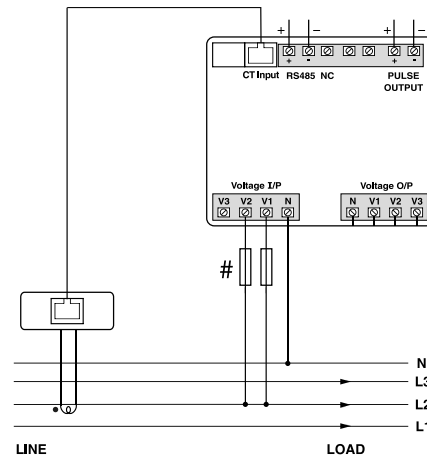 + - + -
CT Input RS485 NC PULSE
OUTPUT
+ - + -
Voltage I/P Voltage O/P
V3 V2 V1 N N V1 V2 V3
#
N
L3
L2
L1
LINE LOAD